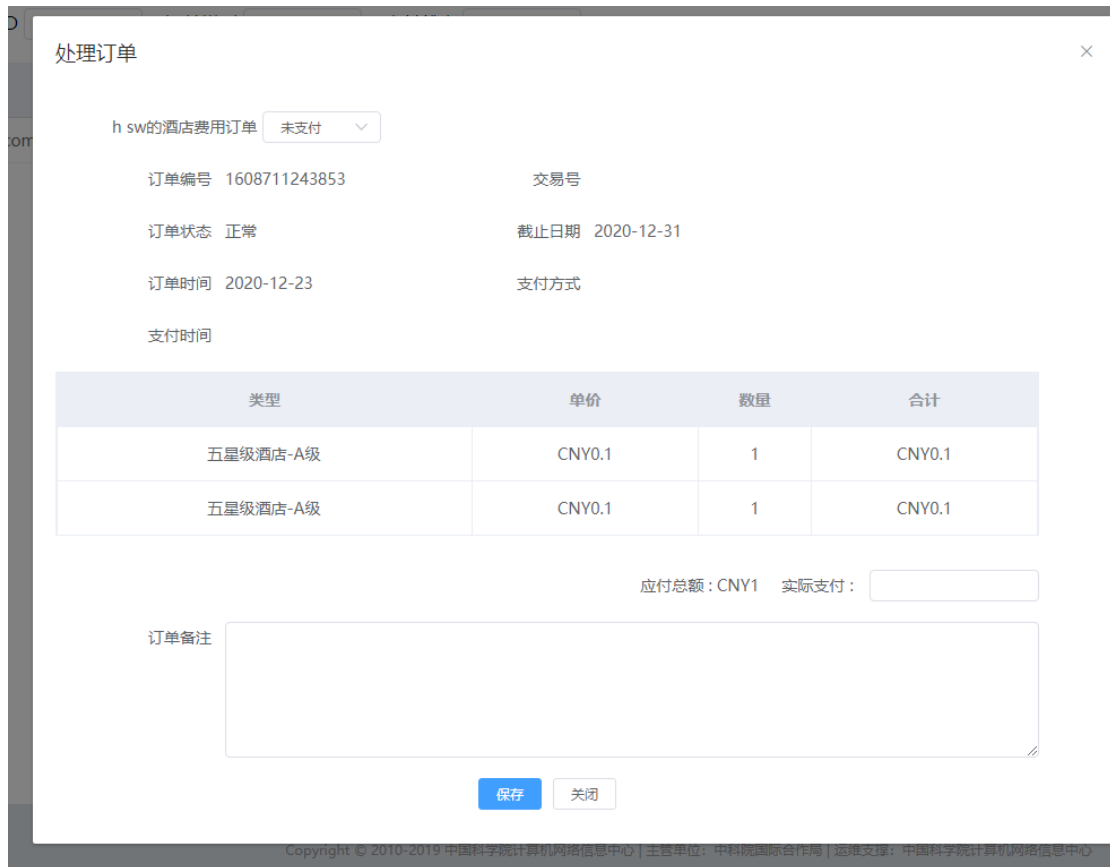 处理订单
h sw的酒店费用订单 未支付
订单编号 1608711243853 交易号
订单状态 正常 截止日期 2020-12-31
订单时间 2020-12-23 支付方式
支付时间
类型 单价 数量 合计
五星级酒店-A级 CNY0.1 1 CNY0.1
五星级酒店-A级 CNY0.1 1 CNY0.1
应付总额 : CNY1 实际支付 :
订单备注
保存 关闭
Copyright © 2010-2019 中国科学院计算机网络信息中心 | 主管单位：中科院国际合作局 | 运维支撑：中国科学院计算机网络信息中心